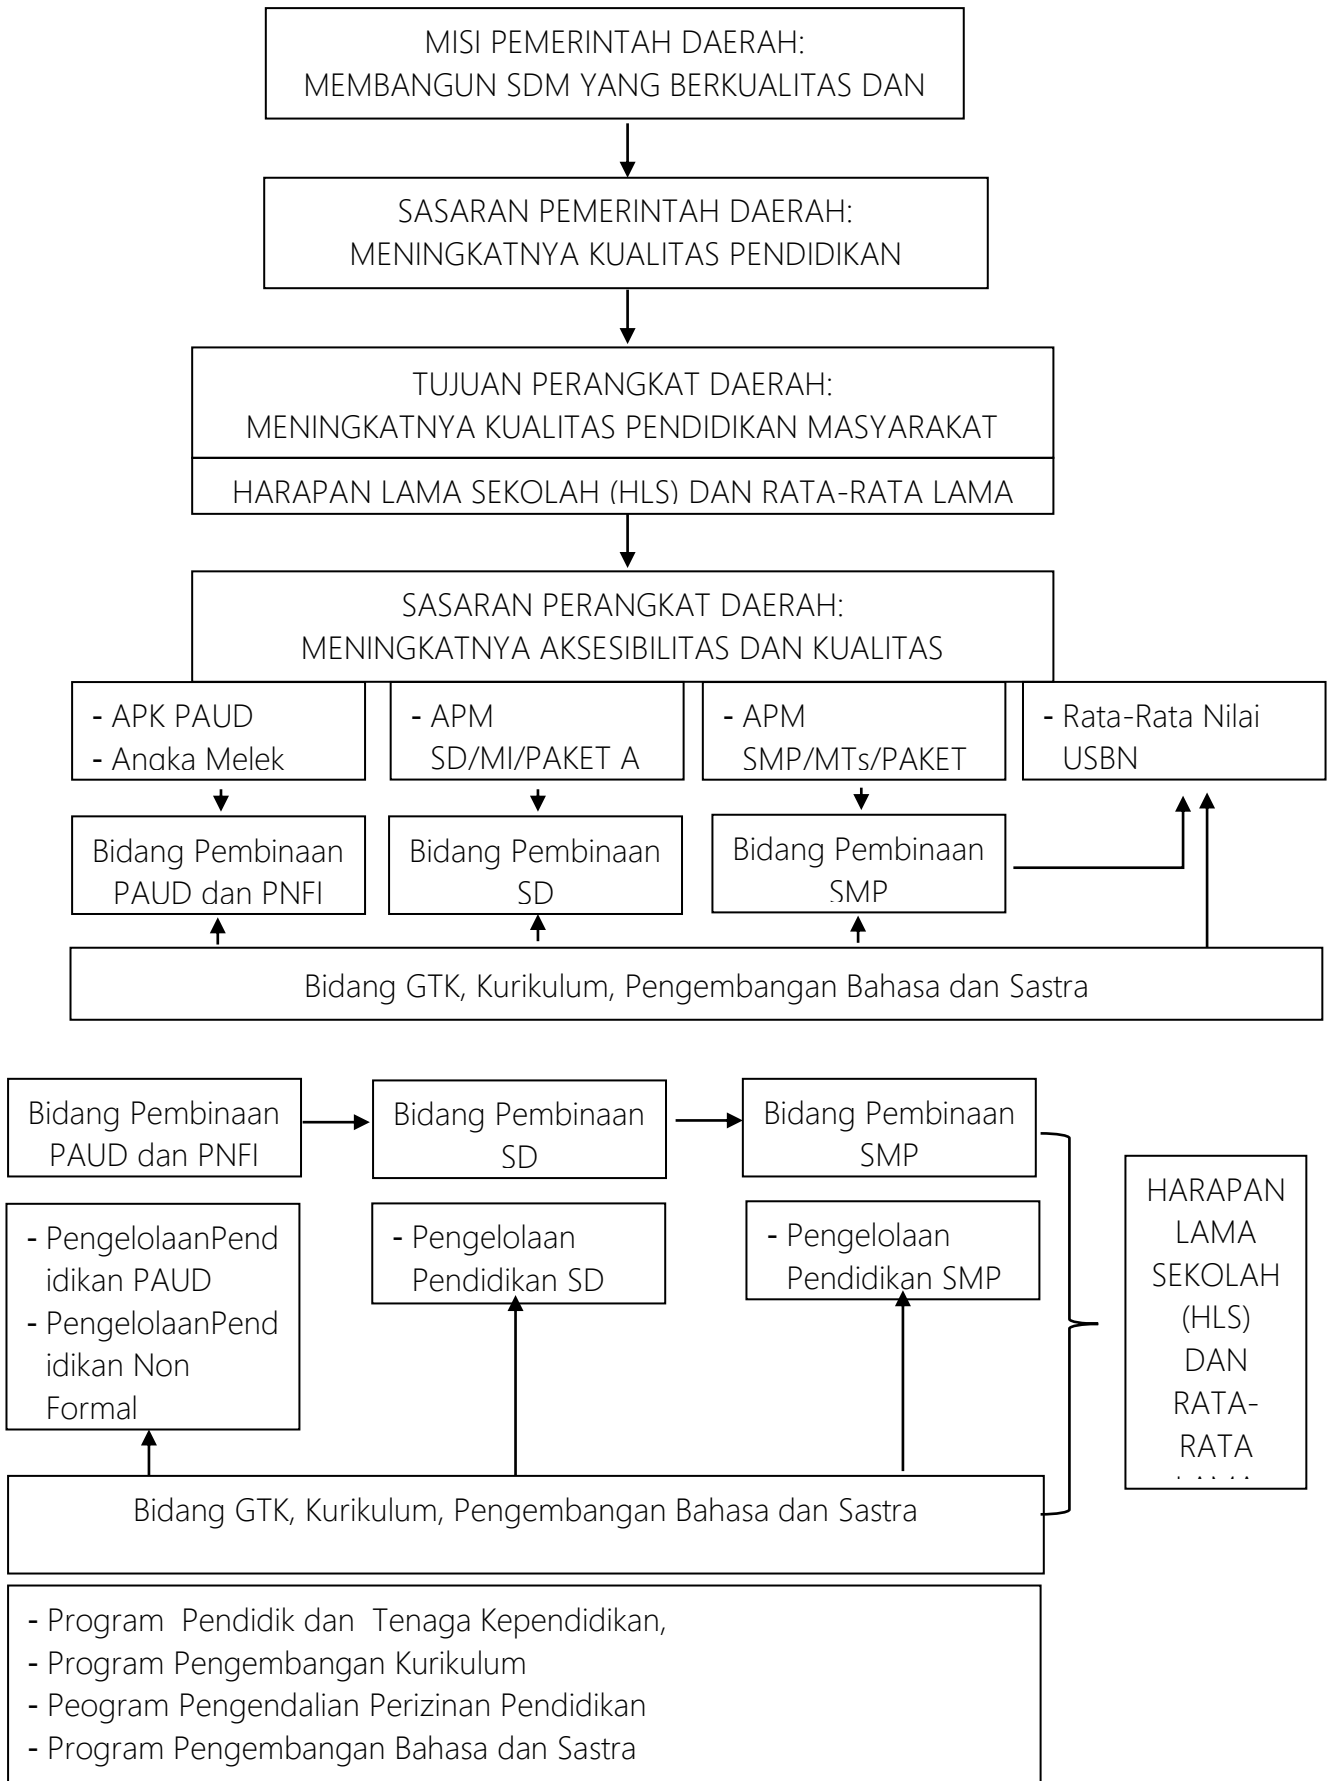 MISI PEMERINTAH DAERAH:
MEMBANGUN SDM YANG BERKUALITAS DAN
SASARAN PEMERINTAH DAERAH:
MENINGKATNYA KUALITAS PENDIDIKAN
TUJUAN PERANGKAT DAERAH:
MENINGKATNYA KUALITAS PENDIDIKAN MASYARAKAT
HARAPAN LAMA SEKOLAH (HLS) DAN RATA-RATA LAMA
SASARAN PERANGKAT DAERAH:
MENINGKATNYA AKSESIBILITAS DAN KUALITAS
- APK PAUD
- Angka Melek
- APM
SD/MI/PAKET A
- APM
SMP/MTs/PAKET
- Rata-Rata Nilai
USBN
Bidang Pembinaan
PAUD dan PNFI
Bidang Pembinaan
SD
Bidang Pembinaan
SMP
Bidang GTK, Kurikulum, Pengembangan Bahasa dan Sastra
Bidang Pembinaan
PAUD dan PNFI
Bidang Pembinaan
SD
Bidang Pembinaan
SMP
- PengelolaanPend
idikan PAUD
- PengelolaanPend
idikan Non
Formal
- Pengelolaan
Pendidikan SD
- Pengelolaan
Pendidikan SMP
HARAPAN
LAMA
SEKOLAH
(HLS)
DAN
RATA-
RATA
Bidang GTK, Kurikulum, Pengembangan Bahasa dan Sastra
- Program Pendidik dan Tenaga Kependidikan,
- Program Pengembangan Kurikulum
- Peogram Pengendalian Perizinan Pendidikan
- Program Pengembangan Bahasa dan Sastra